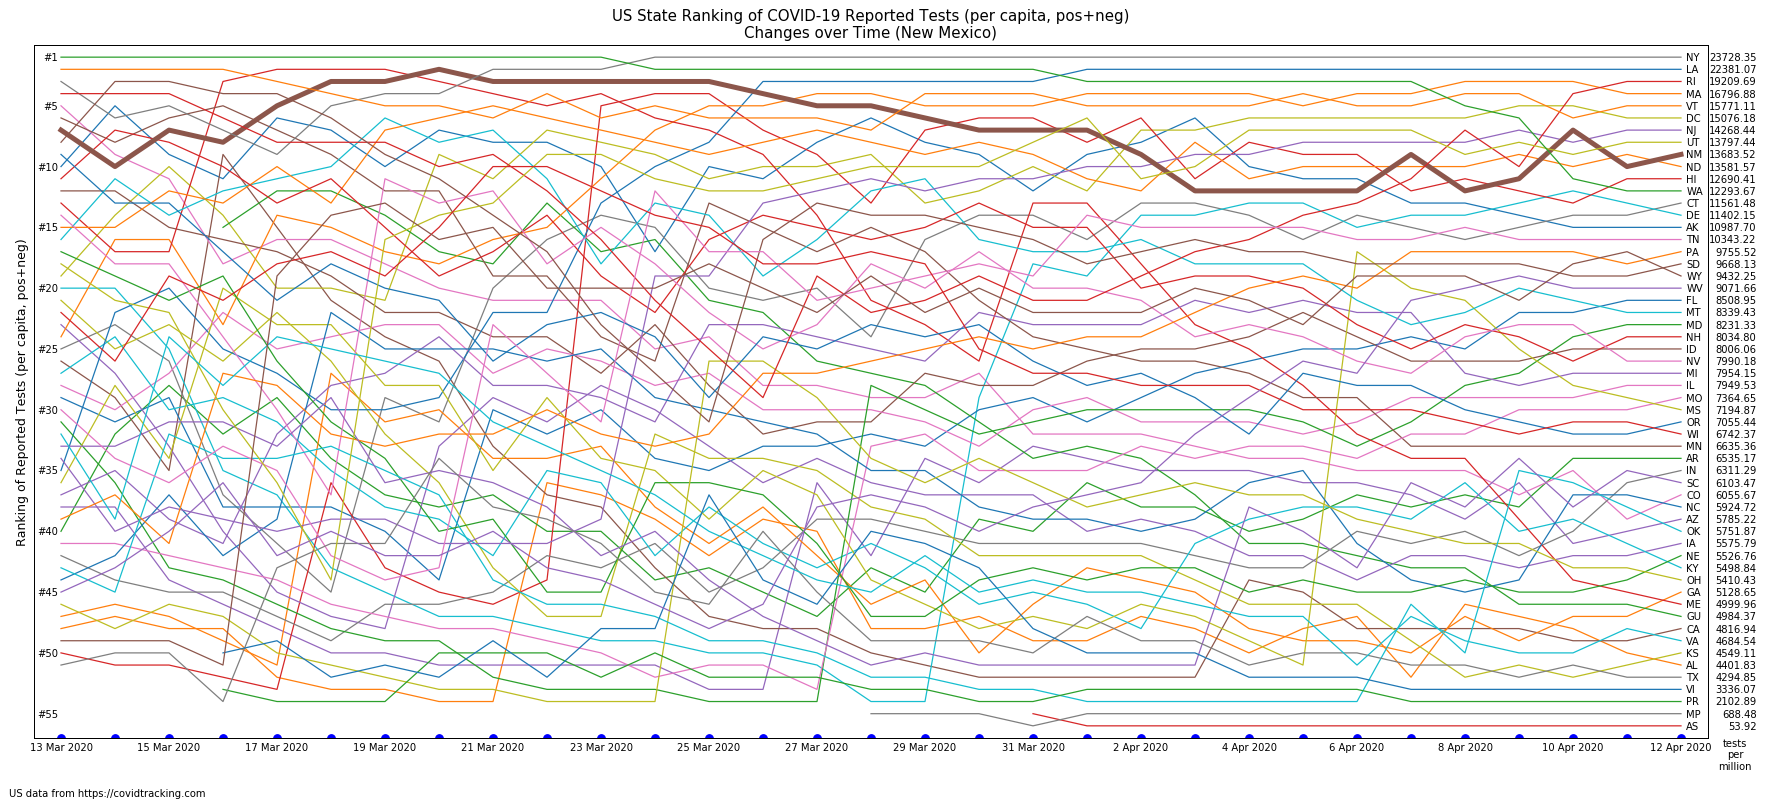 US State Ranking of COVID-19 Reported Tests (per capita, pos+neg)
Changes over Time (New Mexico)
Ranking of Reported Tests (per capita, pos+neg)
#1
#5
#10
#15
#20
#25
#30
#35
#40
#45
#50
#55
NY 23728.35
LA 22381.07
RI 19209.69
MA 16796.88
VT 15771.11
DC 15076.18
NJ 14268.44
UT 13797.44
NM 13683.52
ND 13581.57
HI 12690.41
WA 12293.67
CT 11561.48
DE 11402.15
AK 10987.70
TN 10343.22
PA 9755.52
SD 9668.13
WY 9432.25
WV 9071.66
FL 8508.95
MT 8339.43
MD 8231.33
NH 8034.80
ID 8006.06
NV 7990.18
MI 7954.15
IL 7949.53
MO 7364.65
MS 7194.87
OR 7055.44
WI 6742.37
MN 6635.36
AR 6535.17
IN 6311.29
SC 6103.47
CO 6055.67
NC 5924.72
AZ 5785.22
OK 5751.87
IA 5575.79
NE 5526.76
KY 5498.84
OH 5410.43
GA 5128.65
ME 4999.96
GU 4984.37
CA 4816.94
VA 4684.54
KS 4549.11
AL 4401.83
TX 4294.85
VI 3336.07
PR 2102.89
MP 688.48
AS 53.92
13 Mar 2020 15 Mar 2020 17 Mar 2020 19 Mar 2020 21 Mar 2020 23 Mar 2020 25 Mar 2020 27 Mar 2020 29 Mar 2020 31 Mar 2020 2 Apr 2020 4 Apr 2020 6 Apr 2020 8 Apr 2020 10 Apr 2020 12 Apr 2020
tests
per
million
US data from https://covidtracking.com